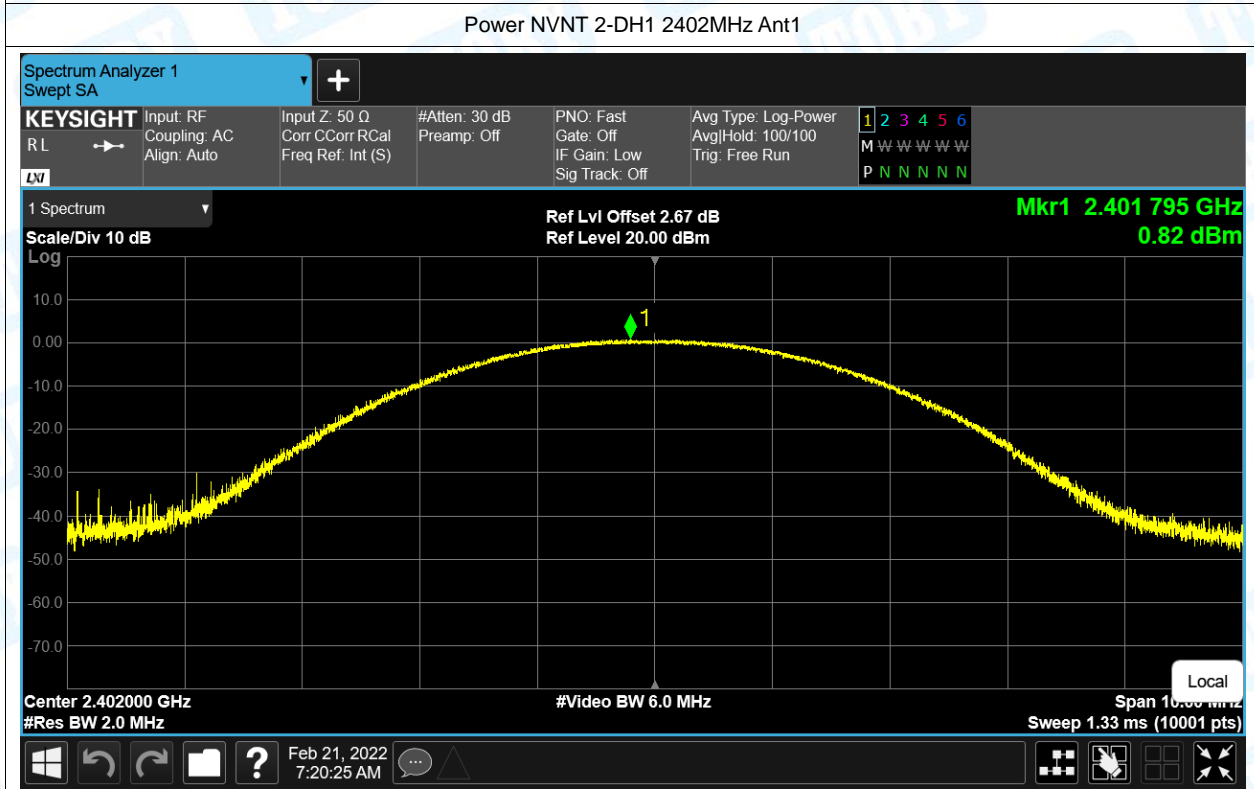 Power NVNT 2-DH1 2402MHz Ant1
Spectrum Analyzer 1
Swept SA
KEYSIGHT
R L
LXI
Input: RF
Coupling: AC
Align: Auto
Input Z: 50 Ω
Corr CCorr RCal
Freq Ref: Int (S)
#Atten: 30 dB
Preamp: Off
PNO: Fast
Gate: Off
IF Gain: Low
Sig Track: Off
Avg Type: Log-Power
Avg|Hold: 100/100
Trig: Free Run
1 2 3 4 5 6
M W W W W W
P N N N N N
1 Spectrum
Scale/Div 10 dB
Log
Ref Lvl Offset 2.67 dB
Ref Level 20.00 dBm
Mkr1 2.401 795 GHz
0.82 dBm
1
10.0
0.00
-10.0
-20.0
-30.0
-40.0
-50.0
-60.0
-70.0
Local
Center 2.402000 GHz
#Video BW 6.0 MHz
Span 10.00 MHz
#Res BW 2.0 MHz
Sweep 1.33 ms (10001 pts)
?
Feb 21, 2022
7:20:25 AM